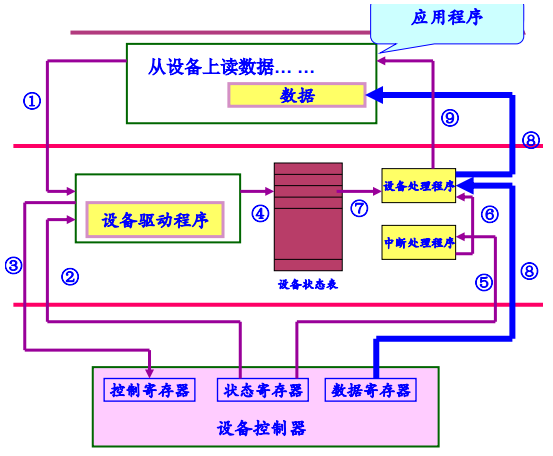 应用程序
从设备上读数据… …
数据
①
⑨
⑧
设备驱动程序
④
⑦
设备处理程序
⑥
中断处理程序
③
②
设备状态表
⑤
⑧
控制寄存器
状态寄存器
数据寄存器
设备控制器